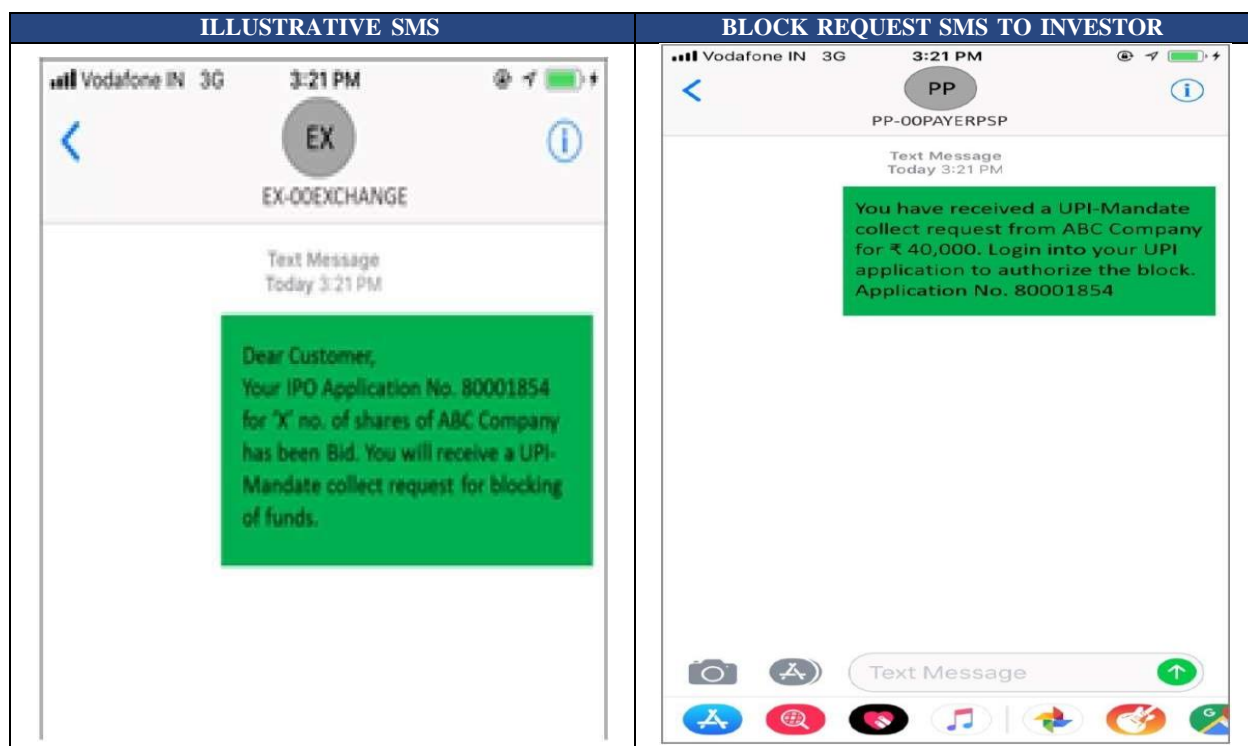 ILLUSTRATIVE SMS
Vodafone IN 3G 3:21 PM
EX
EX-00EXCHANGE
Text Message
Today 3:21 PM
Dear Customer,
Your IPO Application No. 80001854
for 'X' no. of shares of ABC Company
has been Bid. You will receive a UPI-
Mandate collect request for blocking
of funds.
BLOCK REQUEST SMS TO INVESTOR
Vodafone IN 3G 3:21 PM
PP
PP-00PAYERPSP
Text Message
Today 3:21 PM
You have received a UPI-Mandate
collect request from ABC Company
for ₹ 40,000. Login into your UPI
application to authorize the block.
Application No. 80001854
Text Message
G